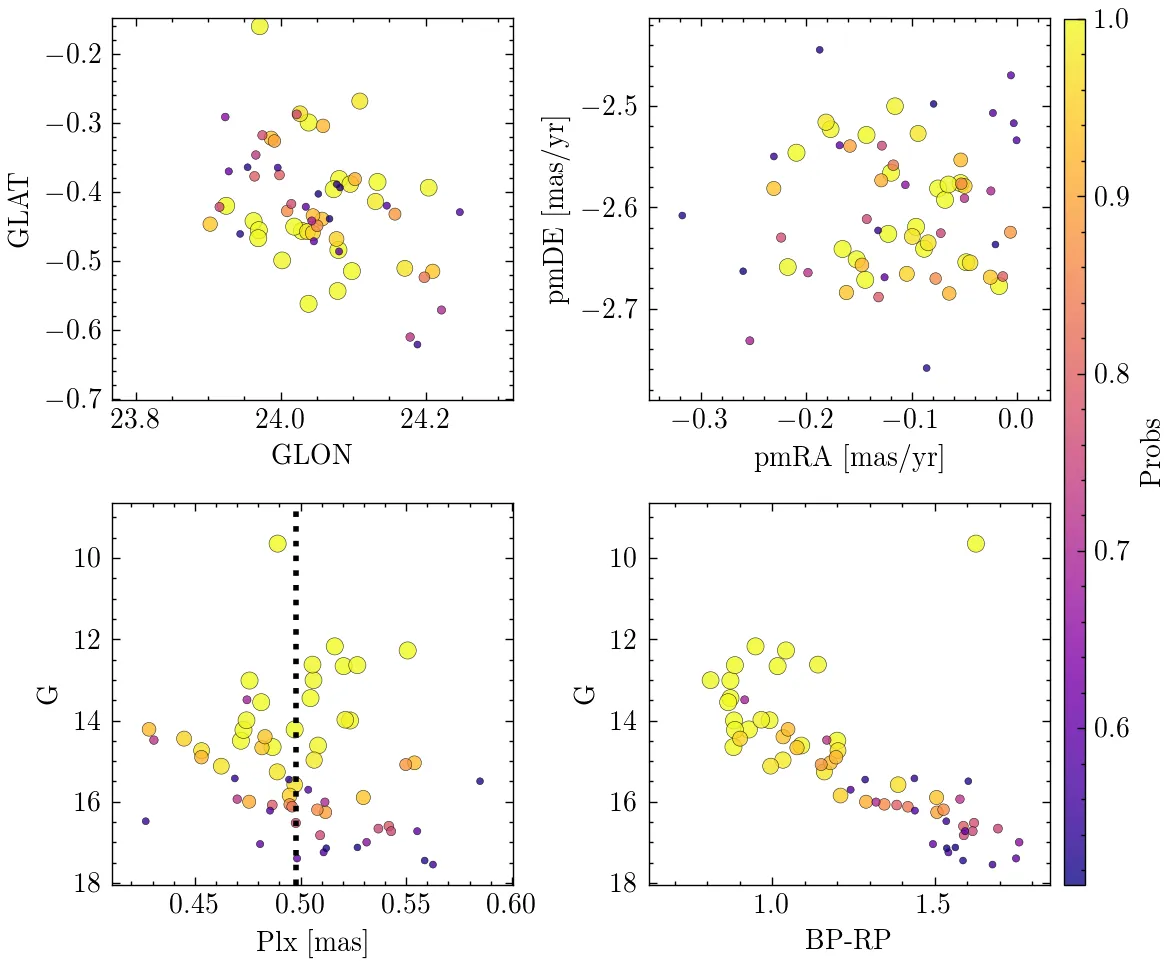 −0.2
−0.3
−0.4
−0.5
−0.6
−0.7
GLAT
23.8 24.0 24.2
GLON
−2.5
−2.6
−2.7
pmDE [mas/yr]
−0.3 −0.2 −0.1 0.0
pmRA [mas/yr]
1.0
0.9
0.8
0.7
0.6
Probs
10
12
14
16
18
G
0.45 0.50 0.55 0.60
Plx [mas]
10
12
14
16
18
G
1.0 1.5
BP-RP